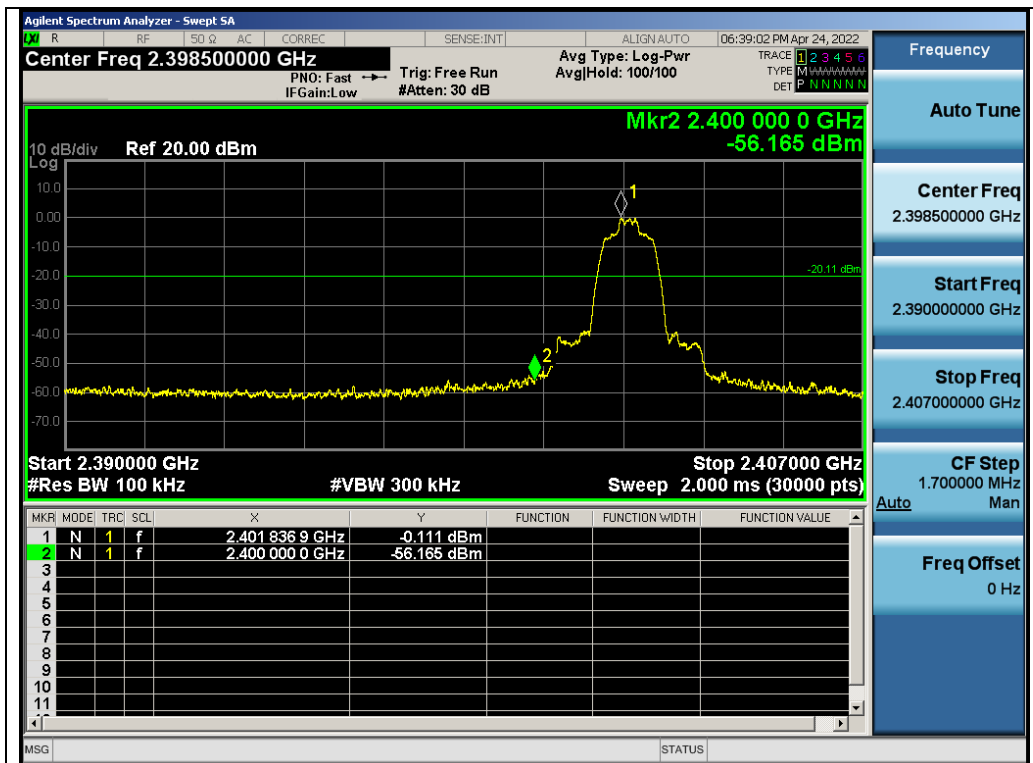 Agilent Spectrum Analyzer - Swept SA
LXI R RF 50 Ω AC CORREC SENSE:INT ALIGN AUTO 06:39:02 PM Apr 24, 2022
Center Freq 2.398500000 GHz
PNO: Fast
IFGain:Low
Trig: Free Run
#Atten: 30 dB
Avg Type: Log-Pwr
Avg|Hold: 100/100
TRACE 1 2 3 4 5 6
TYPE M
DET P N N N N N
Mkr2 2.400 000 0 GHz
-56.165 dBm
10 dB/div Ref 20.00 dBm
Log
10.0
0.00
-10.0
-20.0
-30.0
-40.0
-50.0
-60.0
-70.0
1
-20.11 dBm
2
Start 2.390000 GHz Stop 2.407000 GHz
#Res BW 100 kHz #VBW 300 kHz Sweep 2.000 ms (30000 pts)
MKR MODE TRC SCL X Y FUNCTION FUNCTION WIDTH FUNCTION VALUE
1 N 1 f 2.401 836 9 GHz -0.111 dBm
2 N 1 f 2.400 000 0 GHz -56.165 dBm
3
4
5
6
7
8
9
10
11
MSG STATUS
Frequency
Auto Tune
Center Freq
2.398500000 GHz
Start Freq
2.390000000 GHz
Stop Freq
2.407000000 GHz
CF Step
1.700000 MHz
Auto Man
Freq Offset
0 Hz